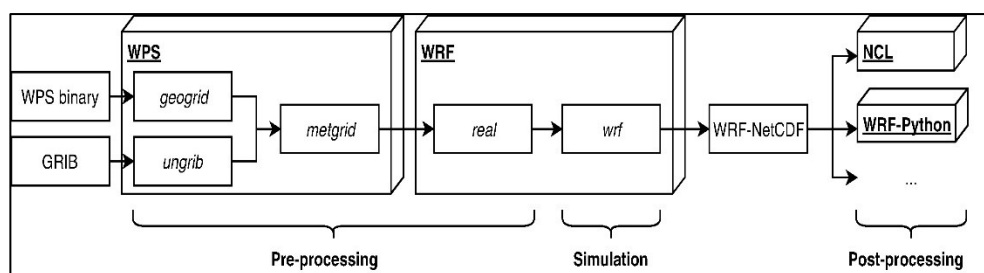 WPS
WRF
NCL
WPS binary
geogrid
metgrid
real
wrf
WRF-NetCDF
WRF-Python
GRIB
ungrib
...
Pre-processing
Simulation
Post-processing